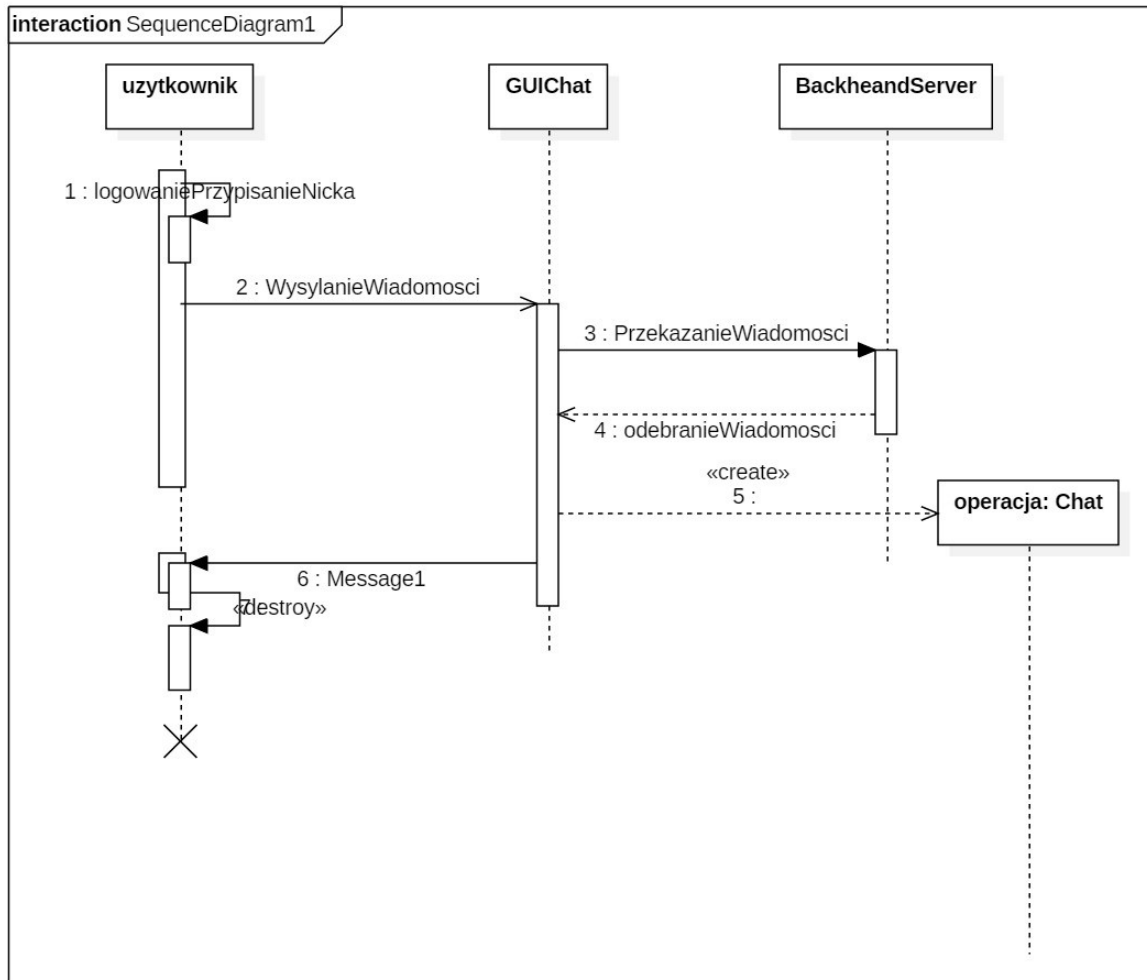 interaction SequenceDiagram1
uzytkownik
GUIChat
BackheandServer
1 : logowaniePrzypisanieNicka
2 : WysylanieWiadomosci
3 : PrzekazanieWiadomosci
4 : odebranieWiadomosci
«create»
5 :
operacja: Chat
6 : Message1
7 :
«destroy»